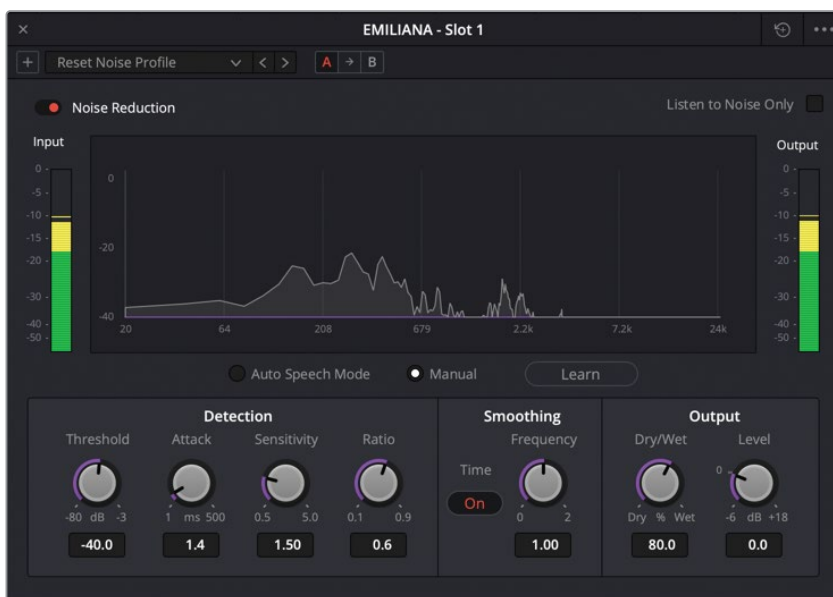 EMILIANA - Slot 1
Reset Noise Profile
A B
Noise Reduction
Listen to Noise Only
Input
Output
0
-5
-10
-15
-20
-30
-40
-50
0
-20
-40
20 64 208 679 2.2k 7.2k 24k
0
-5
-10
-15
-20
-30
-40
-50
Auto Speech Mode Manual Learn
Detection
Threshold Attack Sensitivity Ratio
-80 dB -3 1 ms 500 0.5 5.0 0.1 0.9
-40.0 1.4 1.50 0.6
Smoothing
Frequency
Time
On
0 2
1.00
Output
Dry/Wet Level
0
Dry % Wet -6 dB +18
80.0 0.0